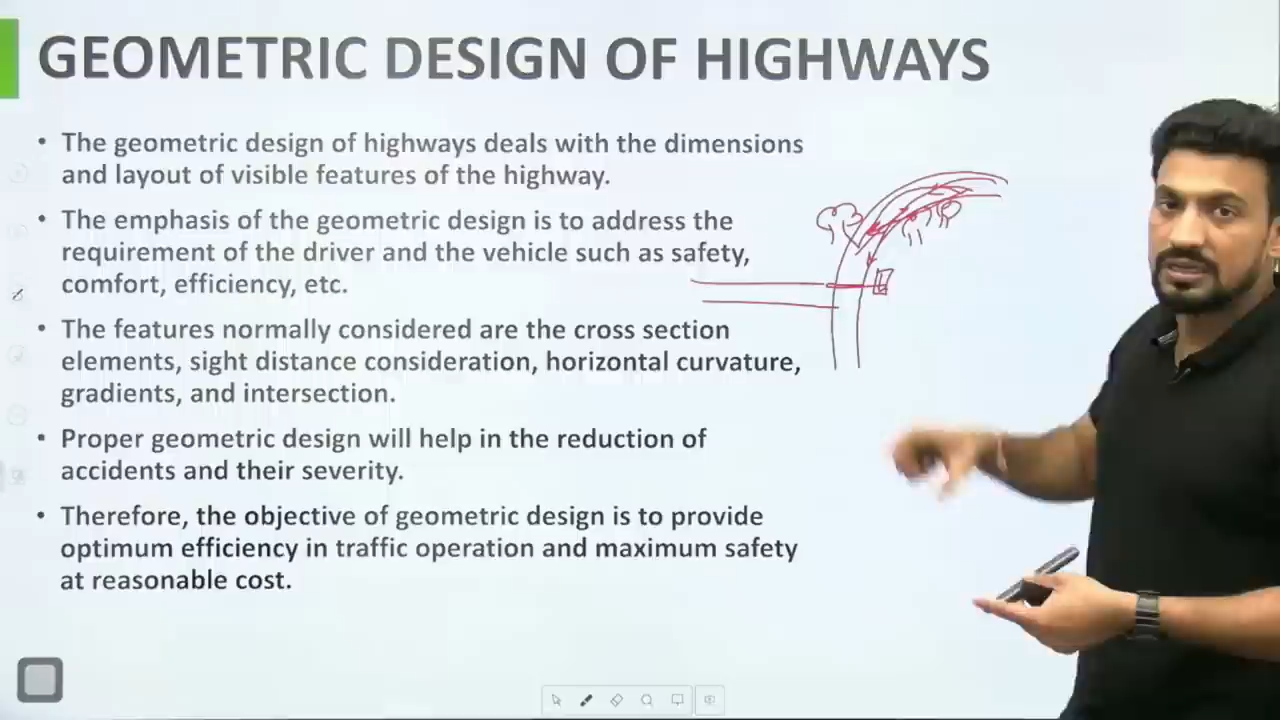 GEOMETRIC DESIGN OF HIGHWAYS
• The geometric design of highways deals with the dimensions
and layout of visible features of the highway.
• The emphasis of the geometric design is to address the
requirement of the driver and the vehicle such as safety,
comfort, efficiency, etc.
• The features normally considered are the cross section
elements, sight distance consideration, horizontal curvature,
gradients, and intersection.
• Proper geometric design will help in the reduction of
accidents and their severity.
• Therefore, the objective of geometric design is to provide
optimum efficiency in traffic operation and maximum safety
at reasonable cost.